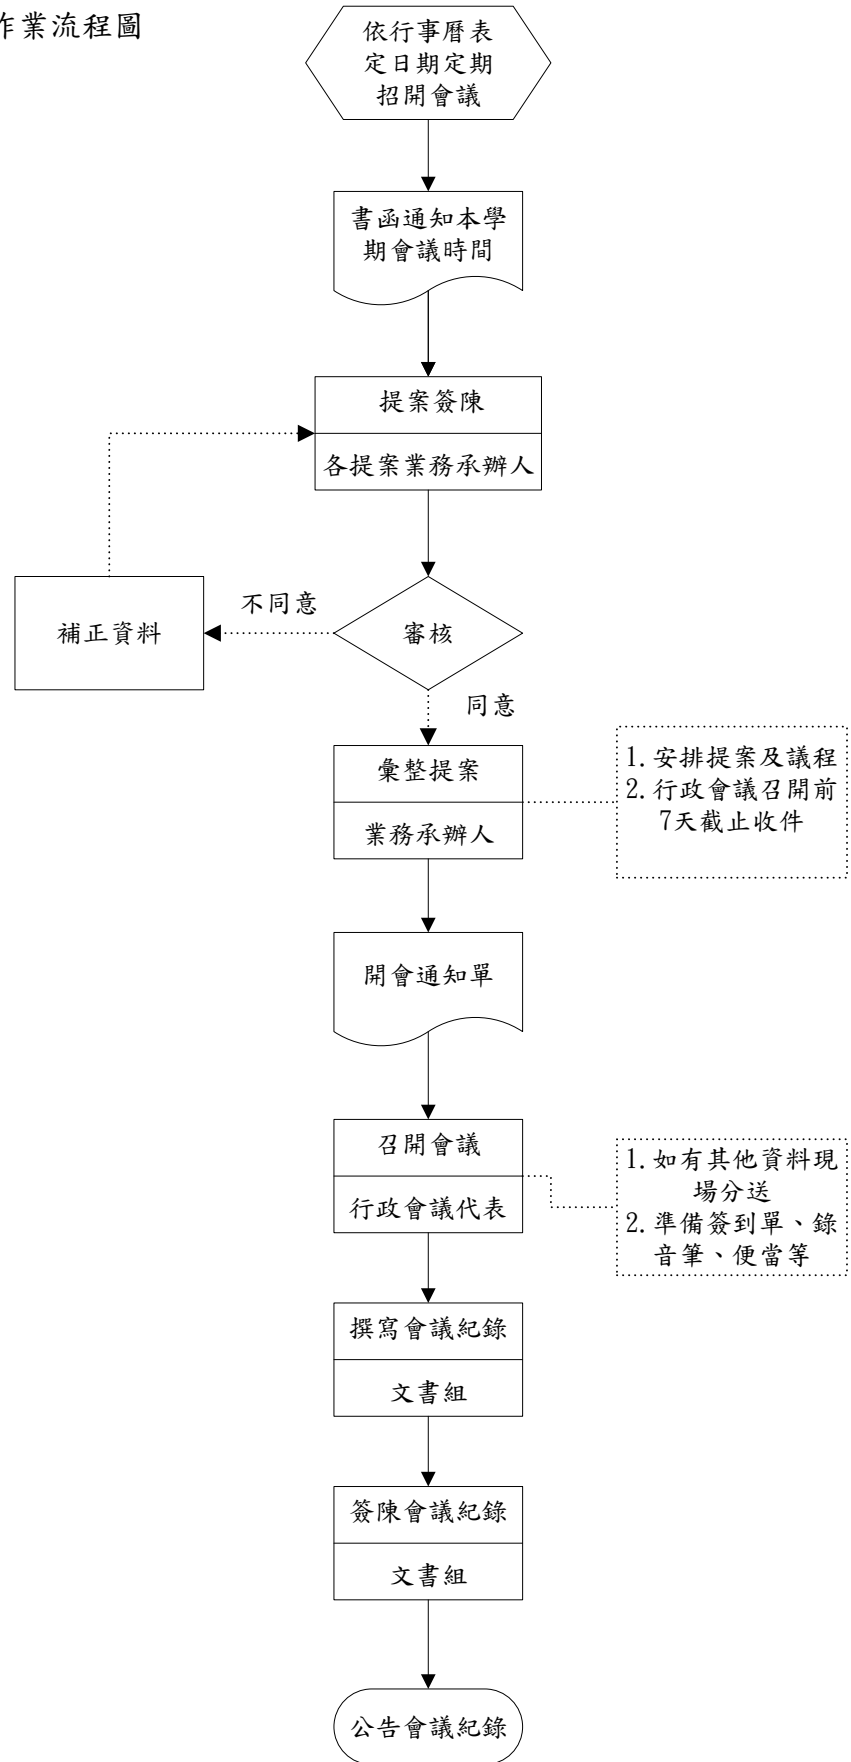 作業流程圖
依行事曆表
定日期定期
招開會議
書函通知本學
期會議時間
提案簽陳
各提案業務承辦人
不同意
補正資料
審核
同意
彙整提案
業務承辦人
1.安排提案及議程
2.行政會議召開前
7天截止收件
開會通知單
召開會議
行政會議代表
1.如有其他資料現
場分送
2.準備簽到單、錄
音筆、便當等
撰寫會議紀錄
文書組
簽陳會議紀錄
文書組
公告會議紀錄